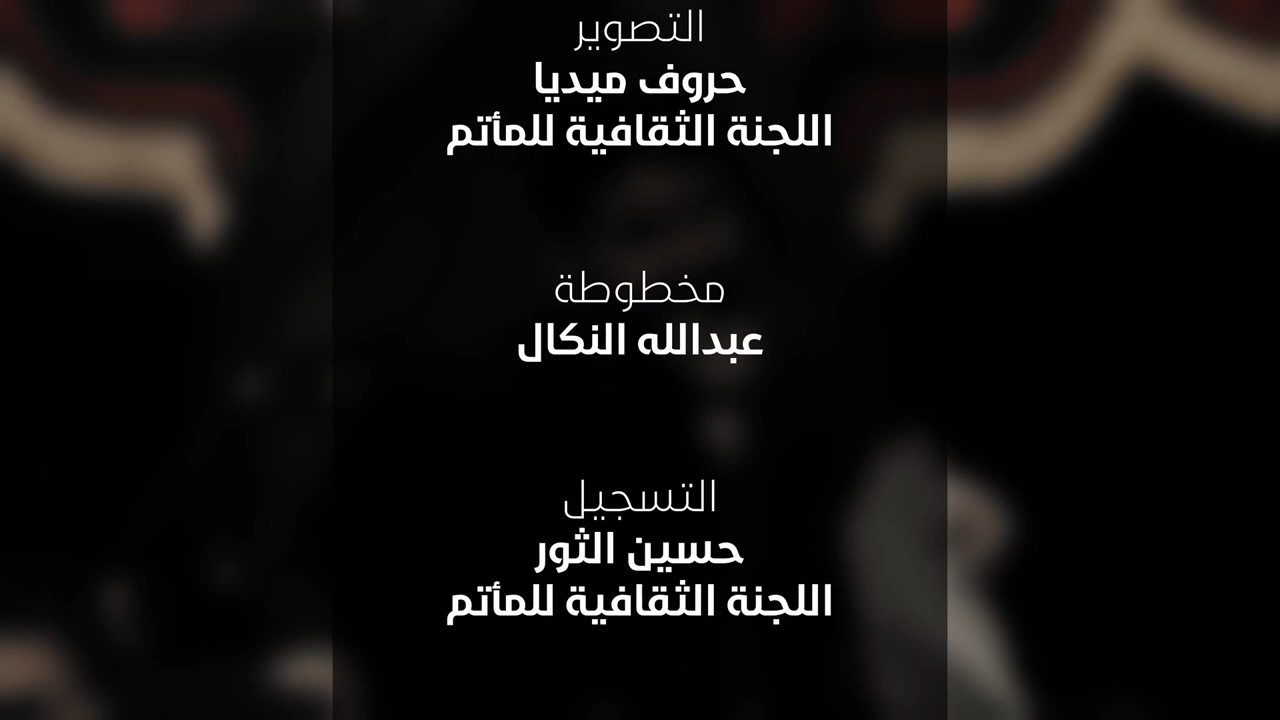 التصوير
حروف ميديا
اللجنة الثقافية للمأتم
مخطوطة
عبدالله النكال
التسجيل
حسين الثور
اللجنة الثقافية للمأتم